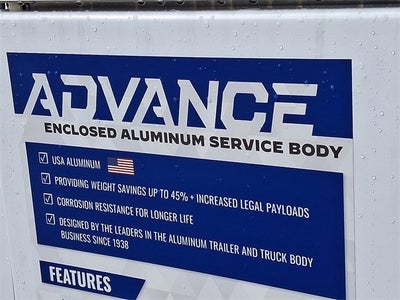 ADVANCE
ENCLOSED ALUMINUM SERVICE BODY
USA ALUMINUM
PROVIDING WEIGHT SAVINGS UP TO 45% + INCREASED LEGAL PAYLOADS
CORROSION RESISTANCE FOR LONGER LIFE
DESIGNED BY THE LEADERS IN THE ALUMINUM TRAILER AND TRUCK BODY
BUSINESS SINCE 1938
FEATURES